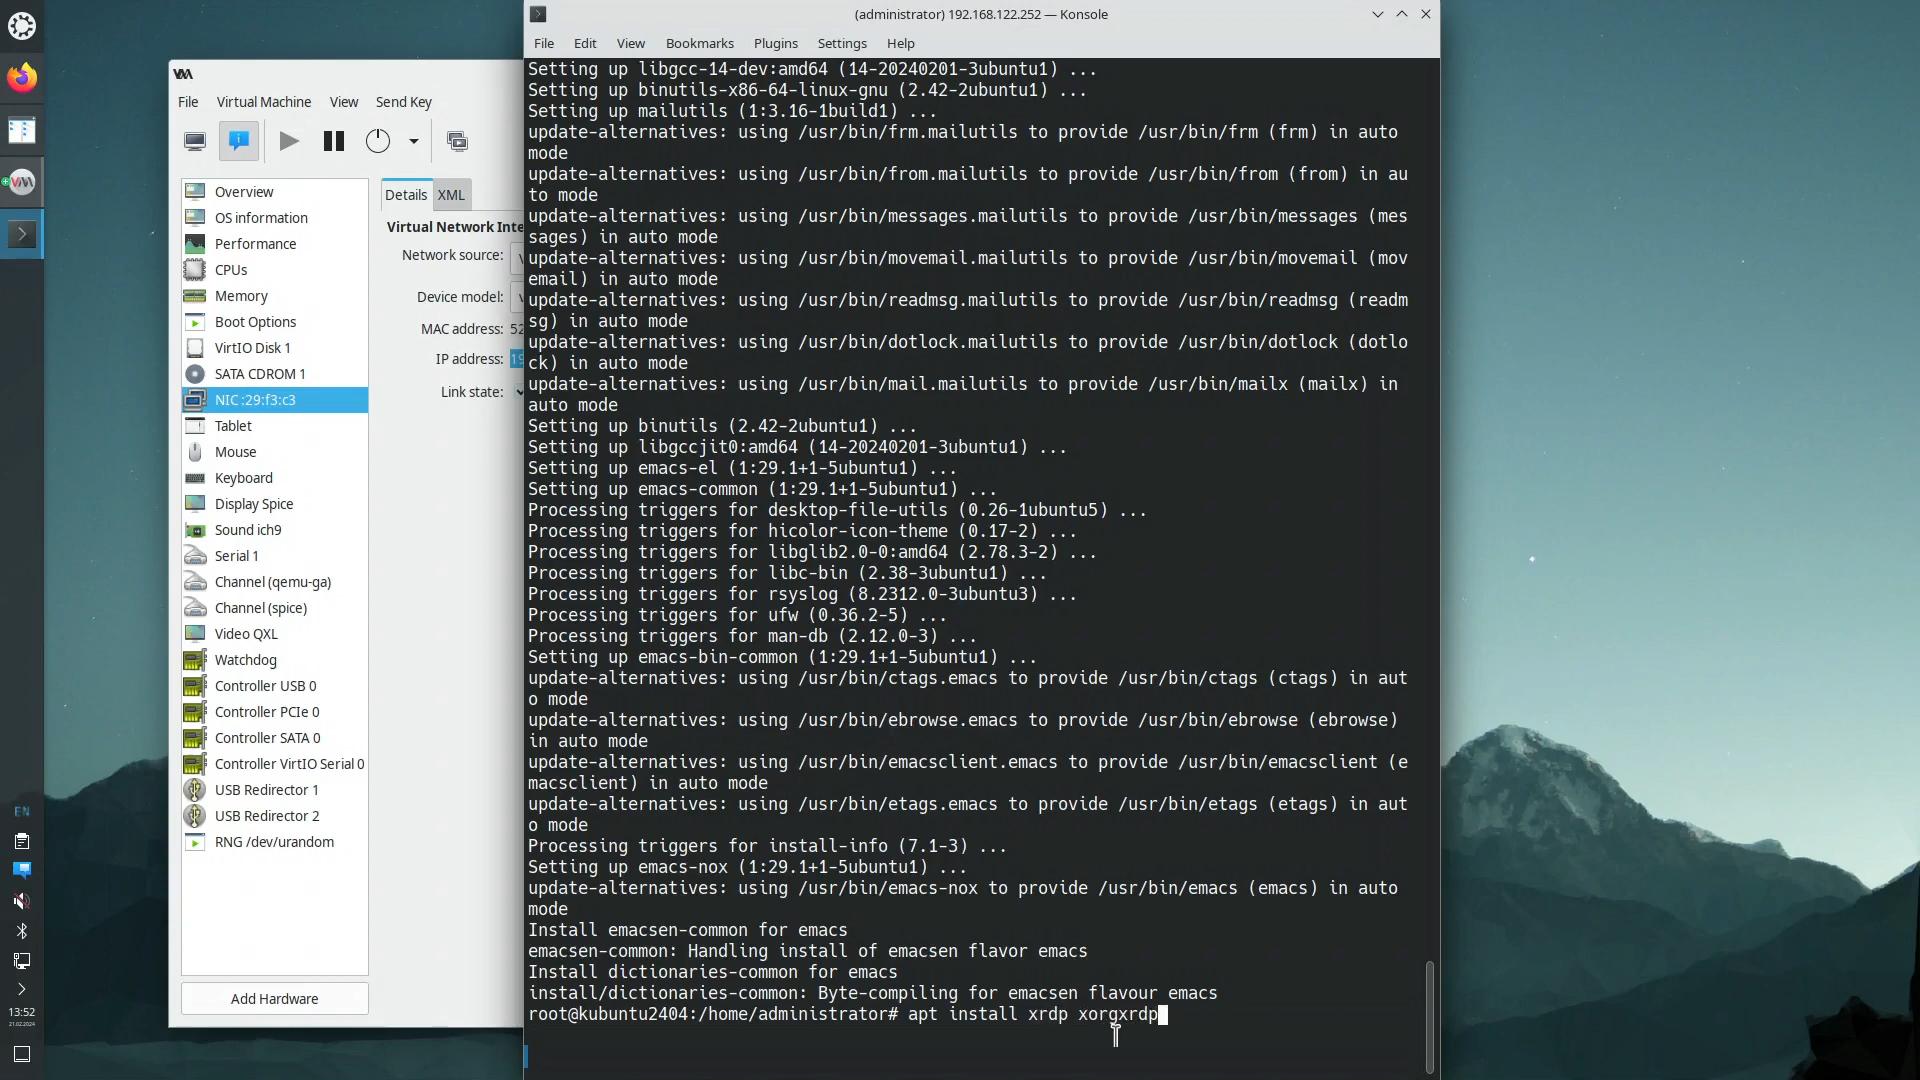 (administrator) 192.168.122.252 — Konsole
File Edit View Bookmarks Plugins Settings Help
Setting up libgcc-14-dev:amd64 (14-20240201-3ubuntu1) ...
Setting up binutils-x86-64-linux-gnu (2.42-2ubuntu1) ...
Setting up mailutils (1:3.16-1build1) ...
update-alternatives: using /usr/bin/frm.mailutils to provide /usr/bin/frm (frm) in auto
mode
update-alternatives: using /usr/bin/from.mailutils to provide /usr/bin/from (from) in au
to mode
update-alternatives: using /usr/bin/messages.mailutils to provide /usr/bin/messages (mes
sages) in auto mode
update-alternatives: using /usr/bin/movemail.mailutils to provide /usr/bin/movemail (mov
email) in auto mode
update-alternatives: using /usr/bin/readmsg.mailutils to provide /usr/bin/readmsg (readm
sg) in auto mode
update-alternatives: using /usr/bin/dotlock.mailutils to provide /usr/bin/dotlock (dotlo
ck) in auto mode
update-alternatives: using /usr/bin/mail.mailutils to provide /usr/bin/mailx (mailx) in
auto mode
Setting up binutils (2.42-2ubuntu1) ...
Setting up libgccjit0:amd64 (14-20240201-3ubuntu1) ...
Setting up emacs-el (1:29.1+1-5ubuntu1) ...
Setting up emacs-common (1:29.1+1-5ubuntu1) ...
Processing triggers for desktop-file-utils (0.26-1ubuntu5) ...
Processing triggers for hicolor-icon-theme (0.17-2) ...
Processing triggers for libglib2.0-0:amd64 (2.78.3-2) ...
Processing triggers for libc-bin (2.38-3ubuntu1) ...
Processing triggers for rsyslog (8.2312.0-3ubuntu3) ...
Processing triggers for ufw (0.36.2-5) ...
Processing triggers for man-db (2.12.0-3) ...
Setting up emacs-bin-common (1:29.1+1-5ubuntu1) ...
update-alternatives: using /usr/bin/ctags.emacs to provide /usr/bin/ctags (ctags) in aut
o mode
update-alternatives: using /usr/bin/ebrowse.emacs to provide /usr/bin/ebrowse (ebrowse)
in auto mode
update-alternatives: using /usr/bin/emacsclient.emacs to provide /usr/bin/emacsclient (e
macsclient) in auto mode
update-alternatives: using /usr/bin/etags.emacs to provide /usr/bin/etags (etags) in aut
o mode
Processing triggers for install-info (7.1-3) ...
Setting up emacs-nox (1:29.1+1-5ubuntu1) ...
update-alternatives: using /usr/bin/emacs-nox to provide /usr/bin/emacs (emacs) in auto
mode
Install emacsen-common for emacs
emacsen-common: Handling install of emacsen flavor emacs
Install dictionaries-common for emacs
install/dictionaries-common: Byte-compiling for emacsen flavour emacs
root@kubuntu2404:/home/administrator# apt install xrdp xorgxrdp
File Virtual Machine View Send Key
Overview
OS information
Performance
CPUs
Memory
Boot Options
VirtIO Disk 1
SATA CDROM 1
NIC :29:f3:c3
Tablet
Mouse
Keyboard
Display Spice
Sound ich9
Serial 1
Channel (qemu-ga)
Channel (spice)
Video QXL
Watchdog
Controller USB 0
Controller PCIe 0
Controller SATA 0
Controller VirtIO Serial 0
USB Redirector 1
USB Redirector 2
RNG /dev/urandom
Add Hardware
Details XML
Virtual Network Inte
Network source:
Device model:
MAC address: 52
IP address: 19
Link state:
EN
13:52
21.02.2024